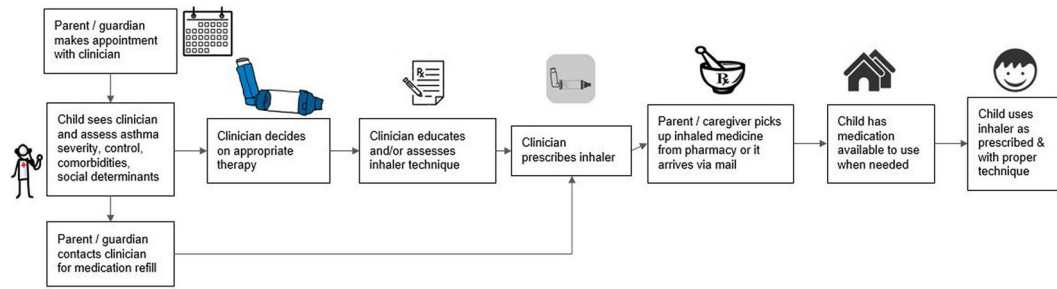 Parent / guardian
makes appointment
with clinician
Child sees clinician
and assess asthma
severity, control,
comorbidities,
social determinants
Parent / guardian
contacts clinician
for medication refill
Clinician decides
on appropriate
therapy
Rx
Clinician educates
and/or assesses
inhaler technique
Clinician
prescribes inhaler
Rx
Parent / caregiver picks
up inhaled medicine
from pharmacy or it
arrives via mail
Child has
medication
available to use
when needed
Child uses
inhaler as
prescribed &
with proper
technique